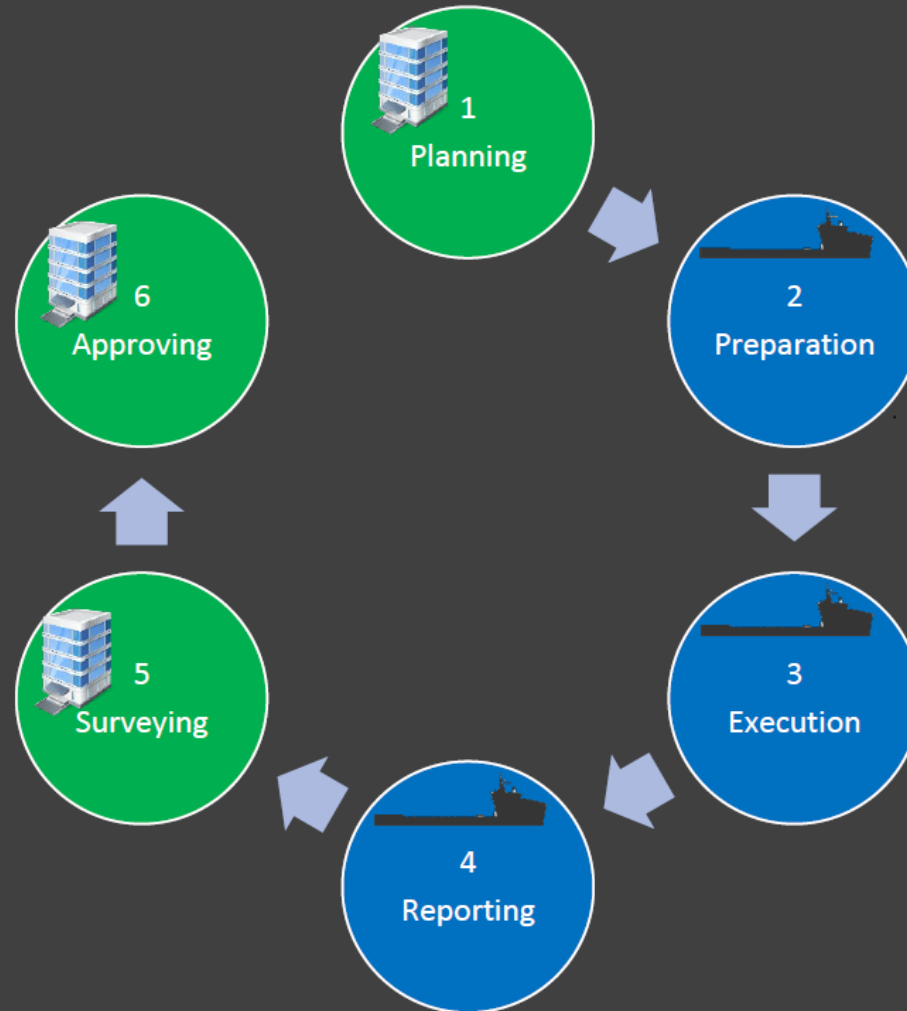 1
Planning
2
Preparation
3
Execution
4
Reporting
5
Surveying
6
Approving